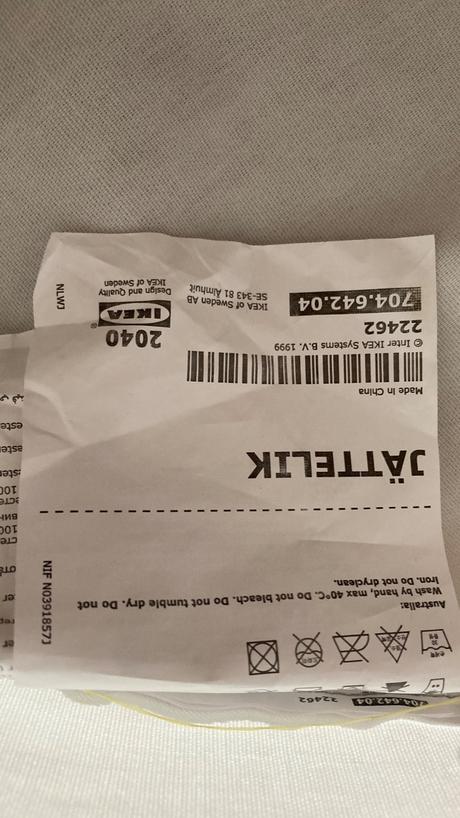 704.642.04
22462
Australia:
Wash by hand, max 40°C. Do not bleach. Do not tumble dry. Do not
Iron. Do not dryclean.
NIF N0391857J
JÄTTELIK
Made in China
© Inter IKEA Systems B.V. 1999
22462
704.642.04
IKEA of Sweden AB
SE-343 81 Älmhult
2040
IKEA®
Design and Quality
IKEA of Sweden
NLWJ